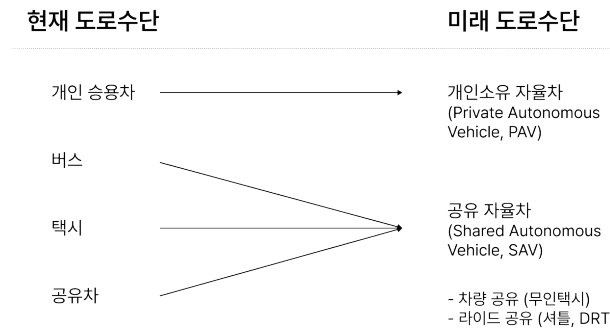 현재 도로수단
미래 도로수단
개인 승용차
개인소유 자율차
(Private Autonomous
Vehicle, PAV)
버스
택시
공유 자율차
(Shared Autonomous
Vehicle, SAV)
공유차
- 차량 공유 (무인택시)
- 라이드 공유 (셔틀, DRT